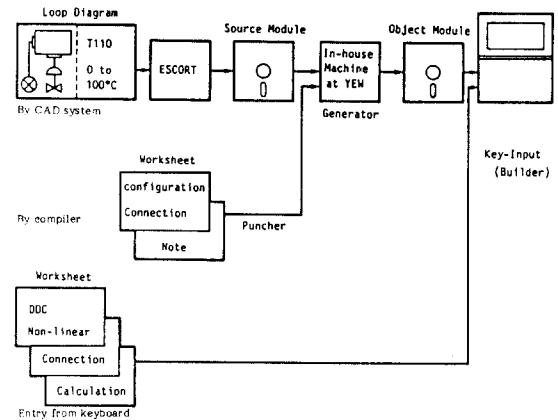 Loop Diagram
T110
0 to
100°C
By CAD system
ESCORT
Source Module
In-house
Machine
at YEW
Generator
Object Module
Key-Input
(Builder)
Worksheet
configuration
Connection
Note
By compiler
Puncher
Worksheet
DDC
Non-linear
Connection
Calculation
Entry from keyboard